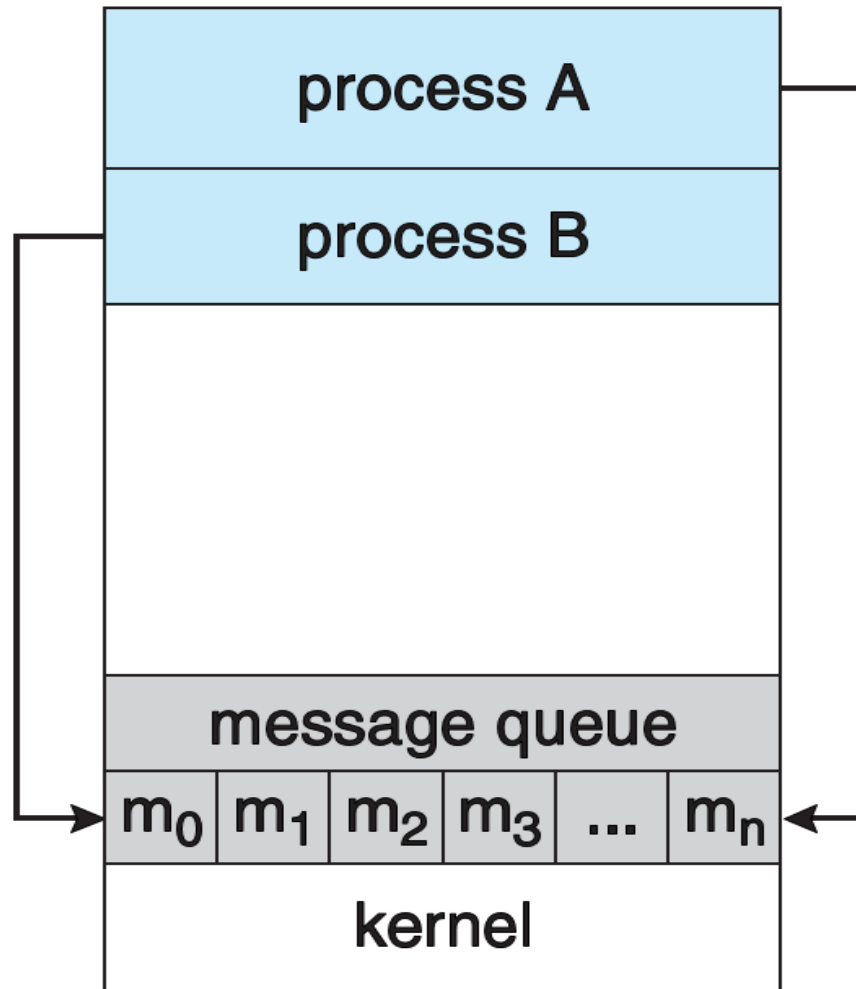 process A
process B
message queue
m₀ m₁ m₂ m₃ ... mₙ
kernel